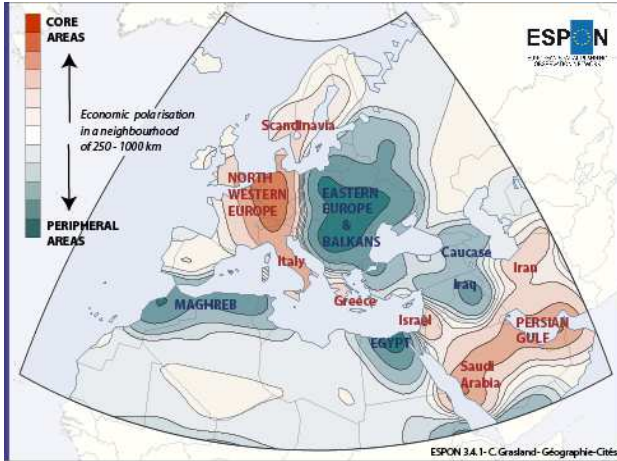 CORE
AREAS
Economic polarisation
in a neighbourhood
of 250 - 1000 km
PERIPHERAL
AREAS
ESPON
Scandinavia
NORTH
WESTERN
EUROPE
EASTERN
EUROPE
&
BALKANS
Caucase
Iraq
Iran
Italy
Greece
MAGHREB
Israel
EGYPT
PERSIAN
GULF
Saudi
Arabia
ESPON 3.4.1 - C. Grasland - Géographie-Cités